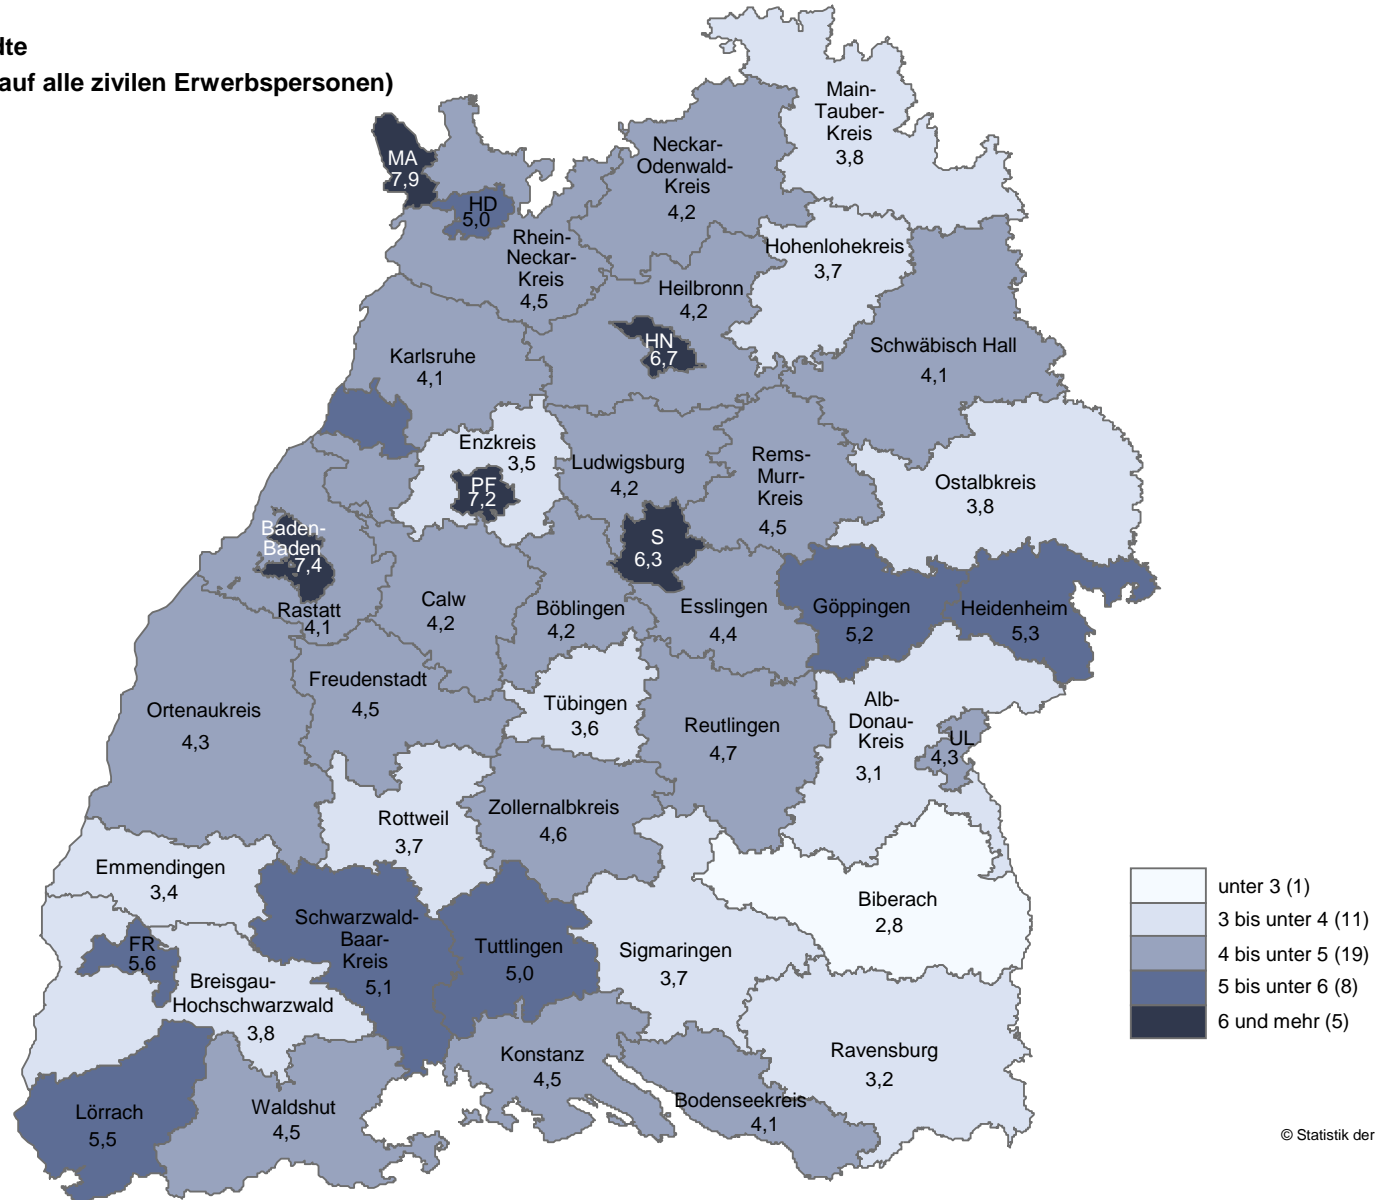 dte
auf alle zivilen Erwerbspersonen)
Main-
Tauber-
Kreis
3,8
MA
7,9
Neckar-
Odenwald-
Kreis
4,2
HD
5,0
Rhein-
Neckar-
Kreis
4,5
Hohenlohekreis
3,7
Heilbronn
4,2
HN
6,7
Schwäbisch Hall
4,1
Karlsruhe
4,1
Enzkreis
3,5
PF
7,2
Ludwigsburg
4,2
Rems-
Murr-
Kreis
4,5
Ostalbkreis
3,8
Baden-
Baden
7,4
S
6,3
Rastatt
4,1
Calw
4,2
Böblingen
4,2
Esslingen
4,4
Göppingen
5,2
Heidenheim
5,3
Ortenaukreis
4,3
Freudenstadt
4,5
Tübingen
3,6
Reutlingen
4,7
Alb-
Donau-
Kreis
3,1
UL
4,3
Rottweil
3,7
Zollernalbkreis
4,6
Emmendingen
3,4
Biberach
2,8
FR
5,6
Schwarzwald-
Baar-
Kreis
5,1
Tuttlingen
5,0
Sigmaringen
3,7
Breisgau-
Hochschwarzwald
3,8
Konstanz
4,5
Ravensburg
3,2
Lörrach
5,5
Waldshut
4,5
Bodenseekreis
4,1
unter 3 (1)
3 bis unter 4 (11)
4 bis unter 5 (19)
5 bis unter 6 (8)
6 und mehr (5)
© Statistik der